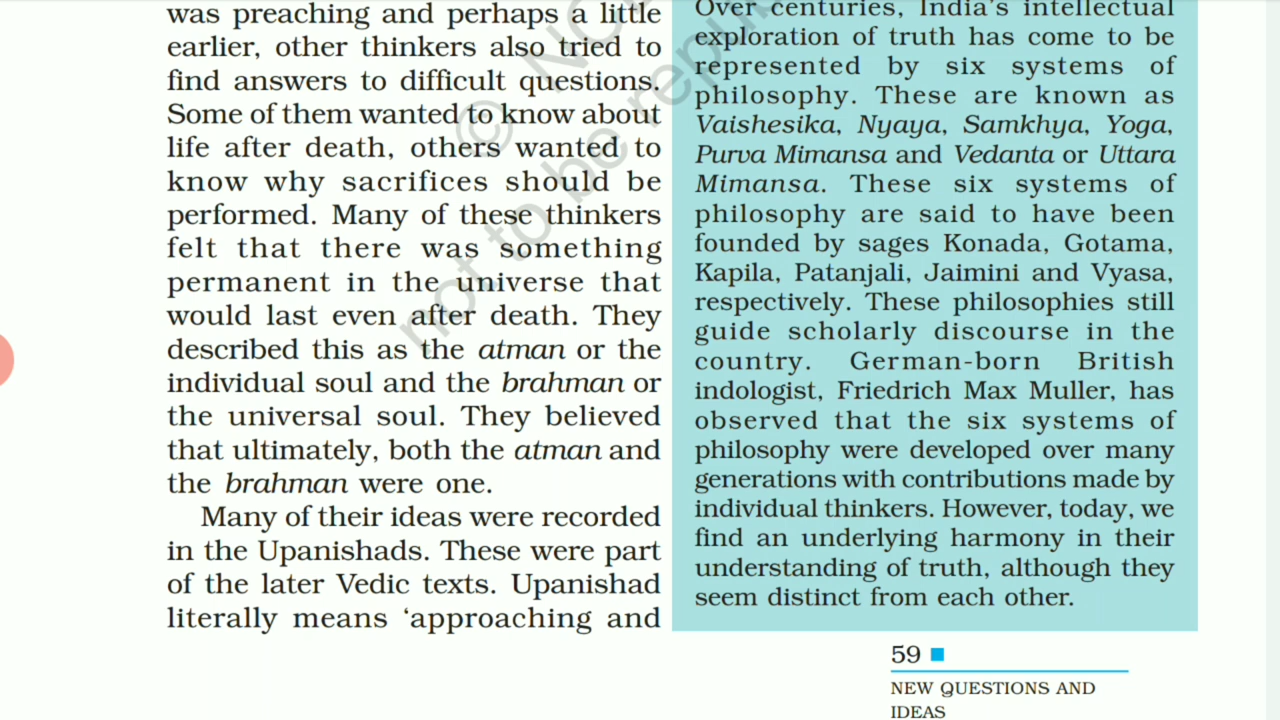 was preaching and perhaps a little
earlier, other thinkers also tried to
find answers to difficult questions.
Some of them wanted to know about
life after death, others wanted to
know why sacrifices should be
performed. Many of these thinkers
felt that there was something
permanent in the universe that
would last even after death. They
described this as the atman or the
individual soul and the brahman or
the universal soul. They believed
that ultimately, both the atman and
the brahman were one.
Many of their ideas were recorded
in the Upanishads. These were part
of the later Vedic texts. Upanishad
literally means ‘approaching and
Over centuries, India’s intellectual
exploration of truth has come to be
represented by six systems of
philosophy. These are known as
Vaishesika, Nyaya, Samkhya, Yoga,
Purva Mimansa and Vedanta or Uttara
Mimansa. These six systems of
philosophy are said to have been
founded by sages Konada, Gotama,
Kapila, Patanjali, Jaimini and Vyasa,
respectively. These philosophies still
guide scholarly discourse in the
country. German-born British
indologist, Friedrich Max Muller, has
observed that the six systems of
philosophy were developed over many
generations with contributions made by
individual thinkers. However, today, we
find an underlying harmony in their
understanding of truth, although they
seem distinct from each other.
59
NEW QUESTIONS AND
IDEAS
©
not to be